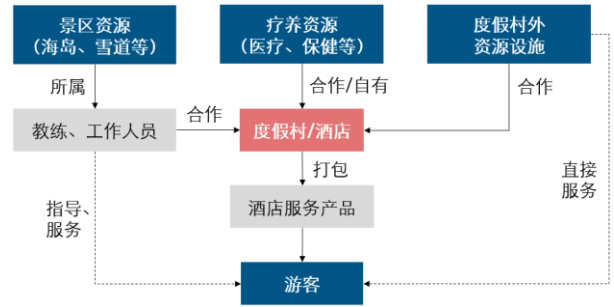 景区资源
（海岛、雪道等）
疗养资源
（医疗、保健等）
度假村外
资源设施
所属
合作/自有
合作
教练、工作人员
合作
度假村/酒店
打包
直接
服务
指导、
服务
酒店服务产品
游客